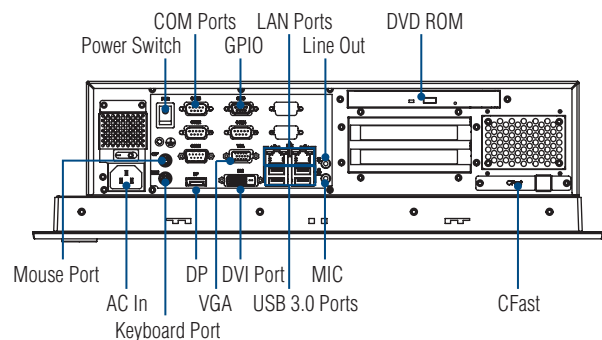 COM Ports LAN Ports DVD ROM
Power Switch GPIO Line Out
Mouse Port DP DVI Port MIC
AC In VGA USB 3.0 Ports CFast
Keyboard Port